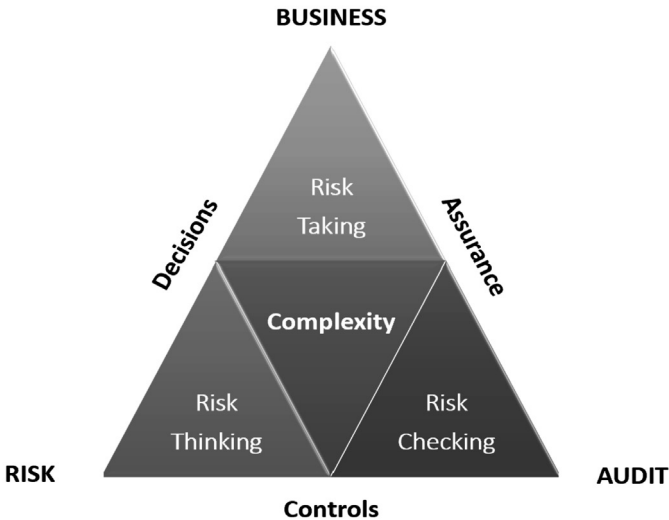 BUSINESS
Risk
Taking
Decisions
Assurance
Complexity
Risk
Thinking
Risk
Checking
RISK
AUDIT
Controls